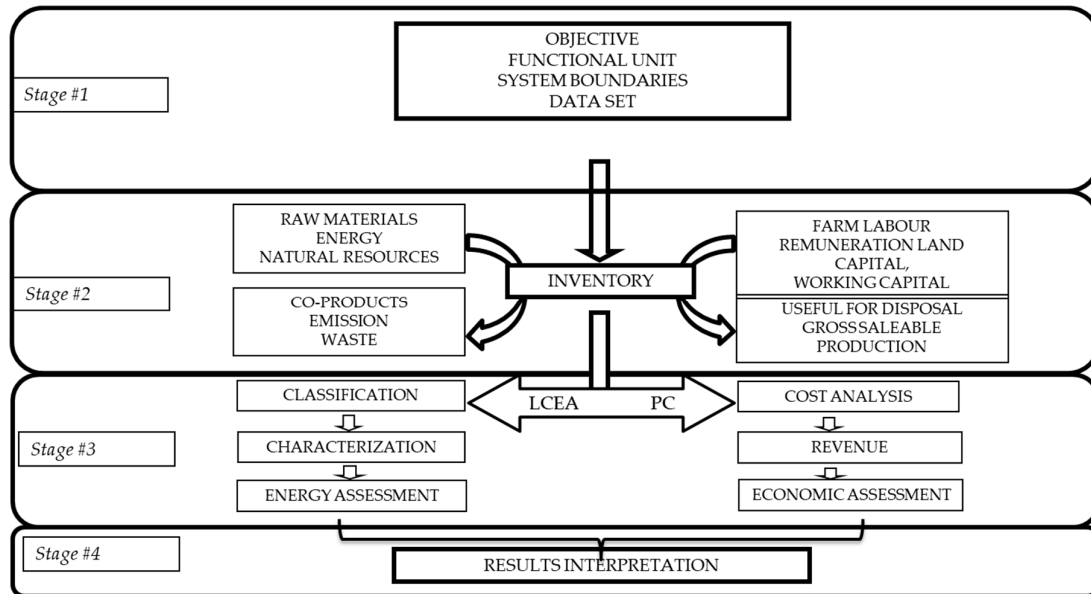 Stage #1
OBJECTIVE
FUNCTIONAL UNIT
SYSTEM BOUNDARIES
DATA SET
Stage #2
RAW MATERIALS
ENERGY
NATURAL RESOURCES
CO-PRODUCTS
EMISSION
WASTE
INVENTORY
FARM LABOUR
REMUNERATION LAND
CAPITAL,
WORKING CAPITAL
USEFUL FOR DISPOSAL
GROSS SALEABLE
PRODUCTION
Stage #3
CLASSIFICATION
CHARACTERIZATION
ENERGY ASSESSMENT
LCEA PC
COST ANALYSIS
REVENUE
ECONOMIC ASSESSMENT
Stage #4
RESULTS INTERPRETATION